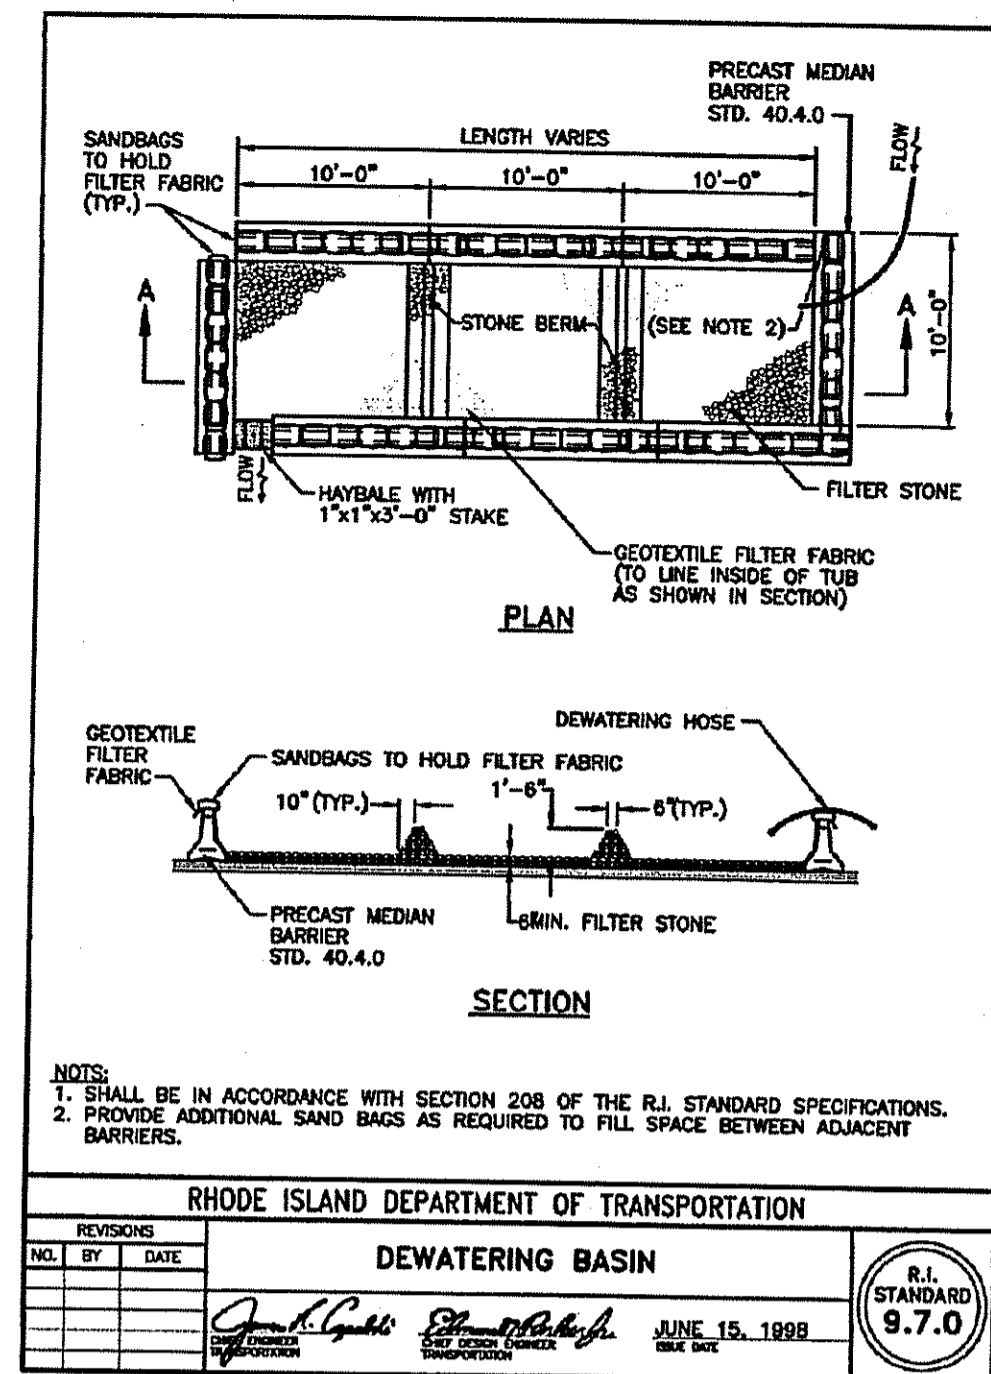 PRECAST MEDIAN
BARRIER
STD. 40.4.0
FLOW
SANDBAGS
TO HOLD
FILTER FABRIC
(TYP.)
LENGTH VARIES
10'-0"
10'-0"
10'-0"
A
A
STONE BERM
(SEE NOTE 2)
10'-0"
FLOW
HAYBALE WITH
1"x1"x3'-0" STAKE
FILTER STONE
GEOTEXTILE FILTER FABRIC
(TO LINE INSIDE OF TUB
AS SHOWN IN SECTION)
PLAN
DEWATERING HOSE
GEOTEXTILE
FILTER
FABRIC
SANDBAGS TO HOLD FILTER FABRIC
10" (TYP.)
1'-6"
6"(TYP.)
PRECAST MEDIAN
BARRIER
STD. 40.4.0
6"MIN. FILTER STONE
SECTION
NOTS:
1. SHALL BE IN ACCORDANCE WITH SECTION 208 OF THE R.I. STANDARD SPECIFICATIONS.
2. PROVIDE ADDITIONAL SAND BAGS AS REQUIRED TO FILL SPACE BETWEEN ADJACENT
BARRIERS.
RHODE ISLAND DEPARTMENT OF TRANSPORTATION
REVISIONS
NO. BY DATE
DEWATERING BASIN
CHIEF ENGINEER
TRANSPORTATION
CHIEF DESIGN ENGINEER
TRANSPORTATION
JUNE 15, 1998
ISSUE DATE
R.I.
STANDARD
9.7.0